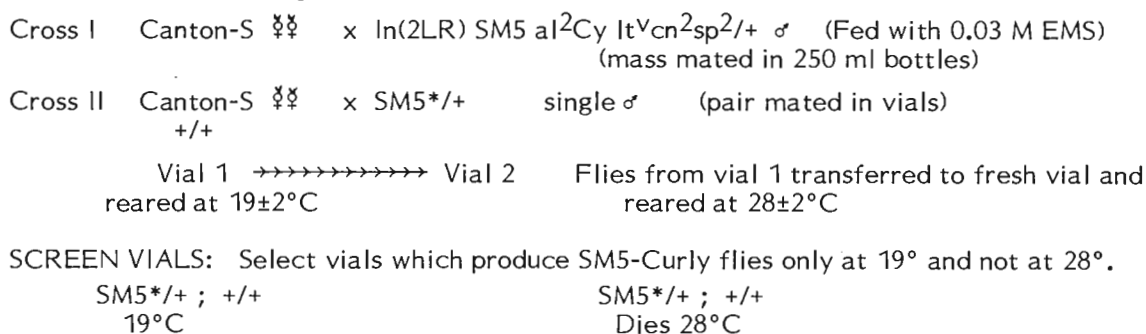 Cross I Canton-S ☿☿ x In(2LR) SM5 al²Cy ltᵛcn²sp²/+ ♂ (Fed with 0.03 M EMS)
(mass mated in 250 ml bottles)
Cross II Canton-S ☿☿ x SM5*/+ single ♂ (pair mated in vials)
+/+
Vial 1 →→→→→→→→→→→→ Vial 2 Flies from vial 1 transferred to fresh vial and
reared at 19±2°C reared at 28±2°C
SCREEN VIALS: Select vials which produce SM5-Curly flies only at 19° and not at 28°.
SM5*/+ ; +/+ SM5*/+ ; +/+
19°C Dies 28°C